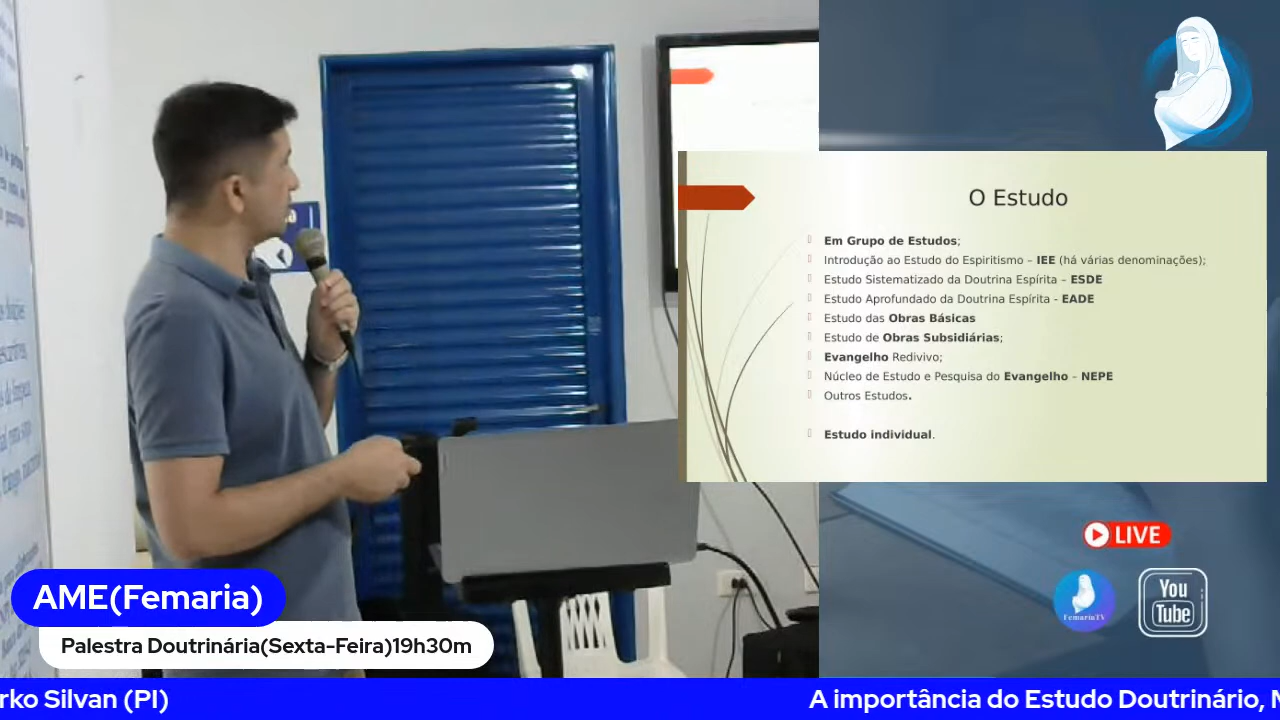 O Estudo
Em Grupo de Estudos;
Introdução ao Estudo do Espiritismo – IEE (há várias denominações);
Estudo Sistematizado da Doutrina Espírita – ESDE
Estudo Aprofundado da Doutrina Espírita - EADE
Estudo das Obras Básicas
Estudo de Obras Subsidiárias;
Evangelho Redivivo;
Núcleo de Estudo e Pesquisa do Evangelho – NEPE
Outros Estudos.
Estudo individual.
LIVE
FemariaTV
You
Tube
AME(Femaria)
Palestra Doutrinária(Sexta-Feira)19h30m
rko Silvan (PI)
A importância do Estudo Doutrinário, M